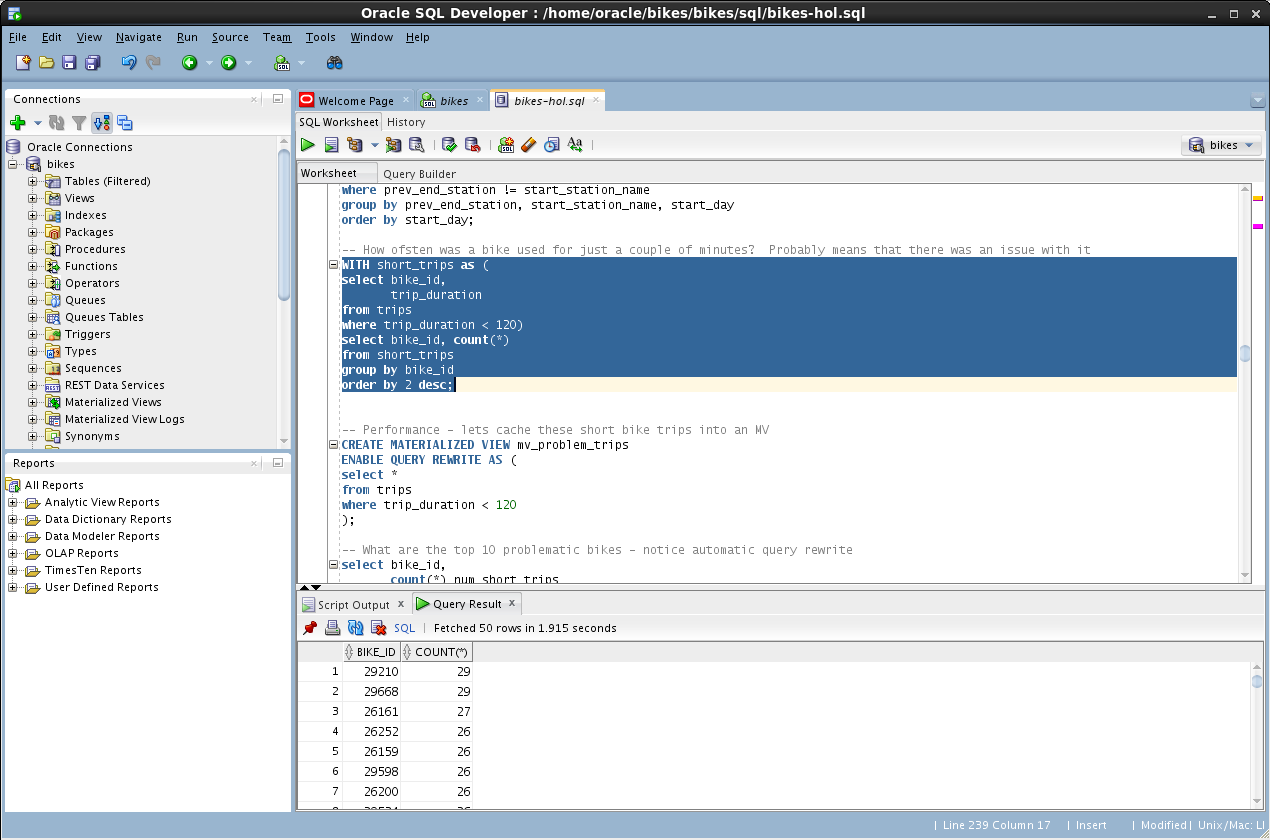 Oracle SQL Developer : /home/oracle/bikes/bikes/sql/bikes-hol.sql
File Edit View Navigate Run Source Team Tools Window Help
Connections
Oracle Connections
bikes
Tables (Filtered)
Views
Indexes
Packages
Procedures
Functions
Operators
Queues
Queues Tables
Triggers
Types
Sequences
REST Data Services
Materialized Views
Materialized View Logs
Synonyms
Reports
All Reports
Analytic View Reports
Data Dictionary Reports
Data Modeler Reports
OLAP Reports
TimesTen Reports
User Defined Reports
Welcome Page bikes bikes-hol.sql
SQL Worksheet History
bikes
Worksheet Query Builder
where prev_end_station != start_station_name
group by prev_end_station, start_station_name, start_day
order by start_day;
-- How ofsten was a bike used for just a couple of minutes?  Probably means that there was an issue with it
WITH short_trips as (
select bike_id,
trip_duration
from trips
where trip_duration < 120)
select bike_id, count(*)
from short_trips
group by bike_id
order by 2 desc;
-- Performance - lets cache these short bike trips into an MV
CREATE MATERIALIZED VIEW mv_problem_trips
ENABLE QUERY REWRITE AS (
select *
from trips
where trip_duration < 120
);
-- What are the top 10 problematic bikes - notice automatic query rewrite
select bike_id,
count(*) num_short_trips
Script Output x Query Result x
SQL | Fetched 50 rows in 1.915 seconds
BIKE_ID COUNT(*)
1 29210 29
2 29668 29
3 26161 27
4 26252 26
5 26159 26
6 29598 26
7 26200 26
| Line 239 Column 17 | Insert | Modified | Unix/Mac: LI